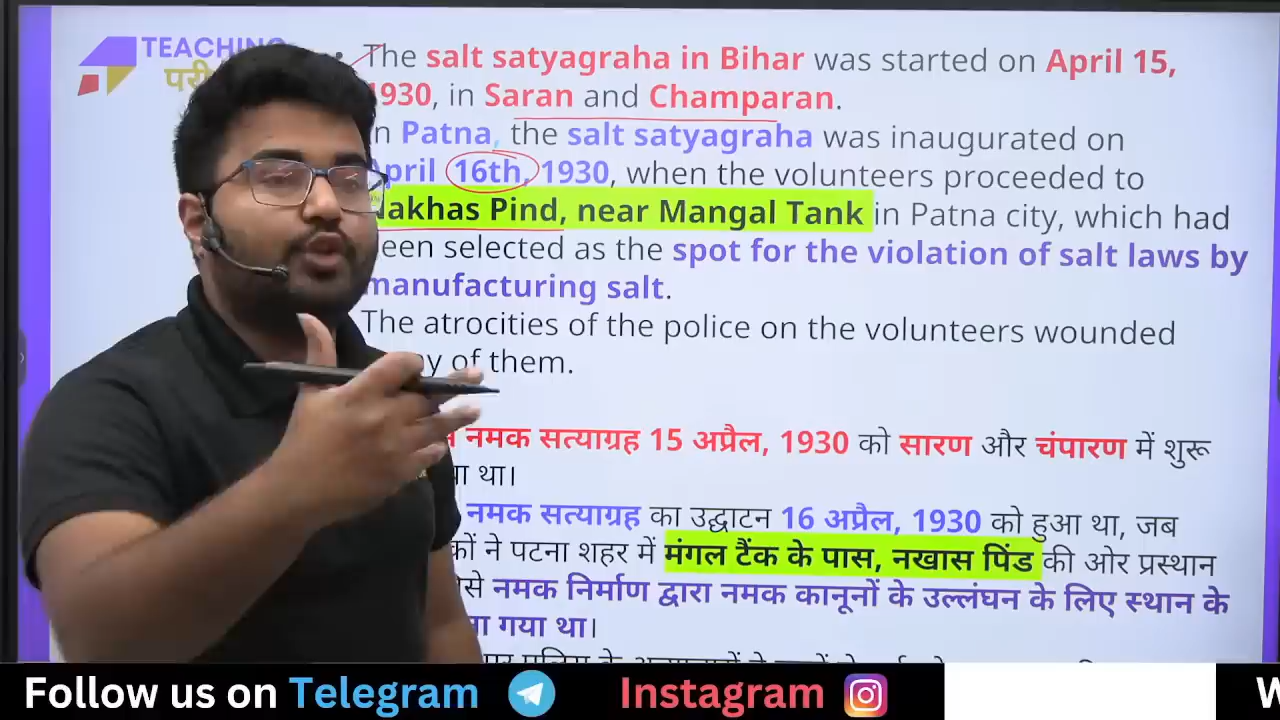 TEACHING
The salt satyagraha in Bihar was started on April 15,
1930, in Saran and Champaran.
Patna, the salt satyagraha was inaugurated on
April 16th, 1930, when the volunteers proceeded to
Nakhas Pind, near Mangal Tank in Patna city, which had
been selected as the spot for the violation of salt laws by
manufacturing salt.
The atrocities of the police on the volunteers wounded
of them.
नमक सत्याग्रह 15 अप्रैल, 1930 को सारण और चंपारण में शुरू
था।
नमक सत्याग्रह का उद्घाटन 16 अप्रैल, 1930 को हुआ था, जब
ने पटना शहर में मंगल टैंक के पास, नखास पिंड की ओर प्रस्थान
नमक निर्माण द्वारा नमक कानूनों के उल्लंघन के लिए स्थान के
गया था।
Follow us on Telegram Instagram